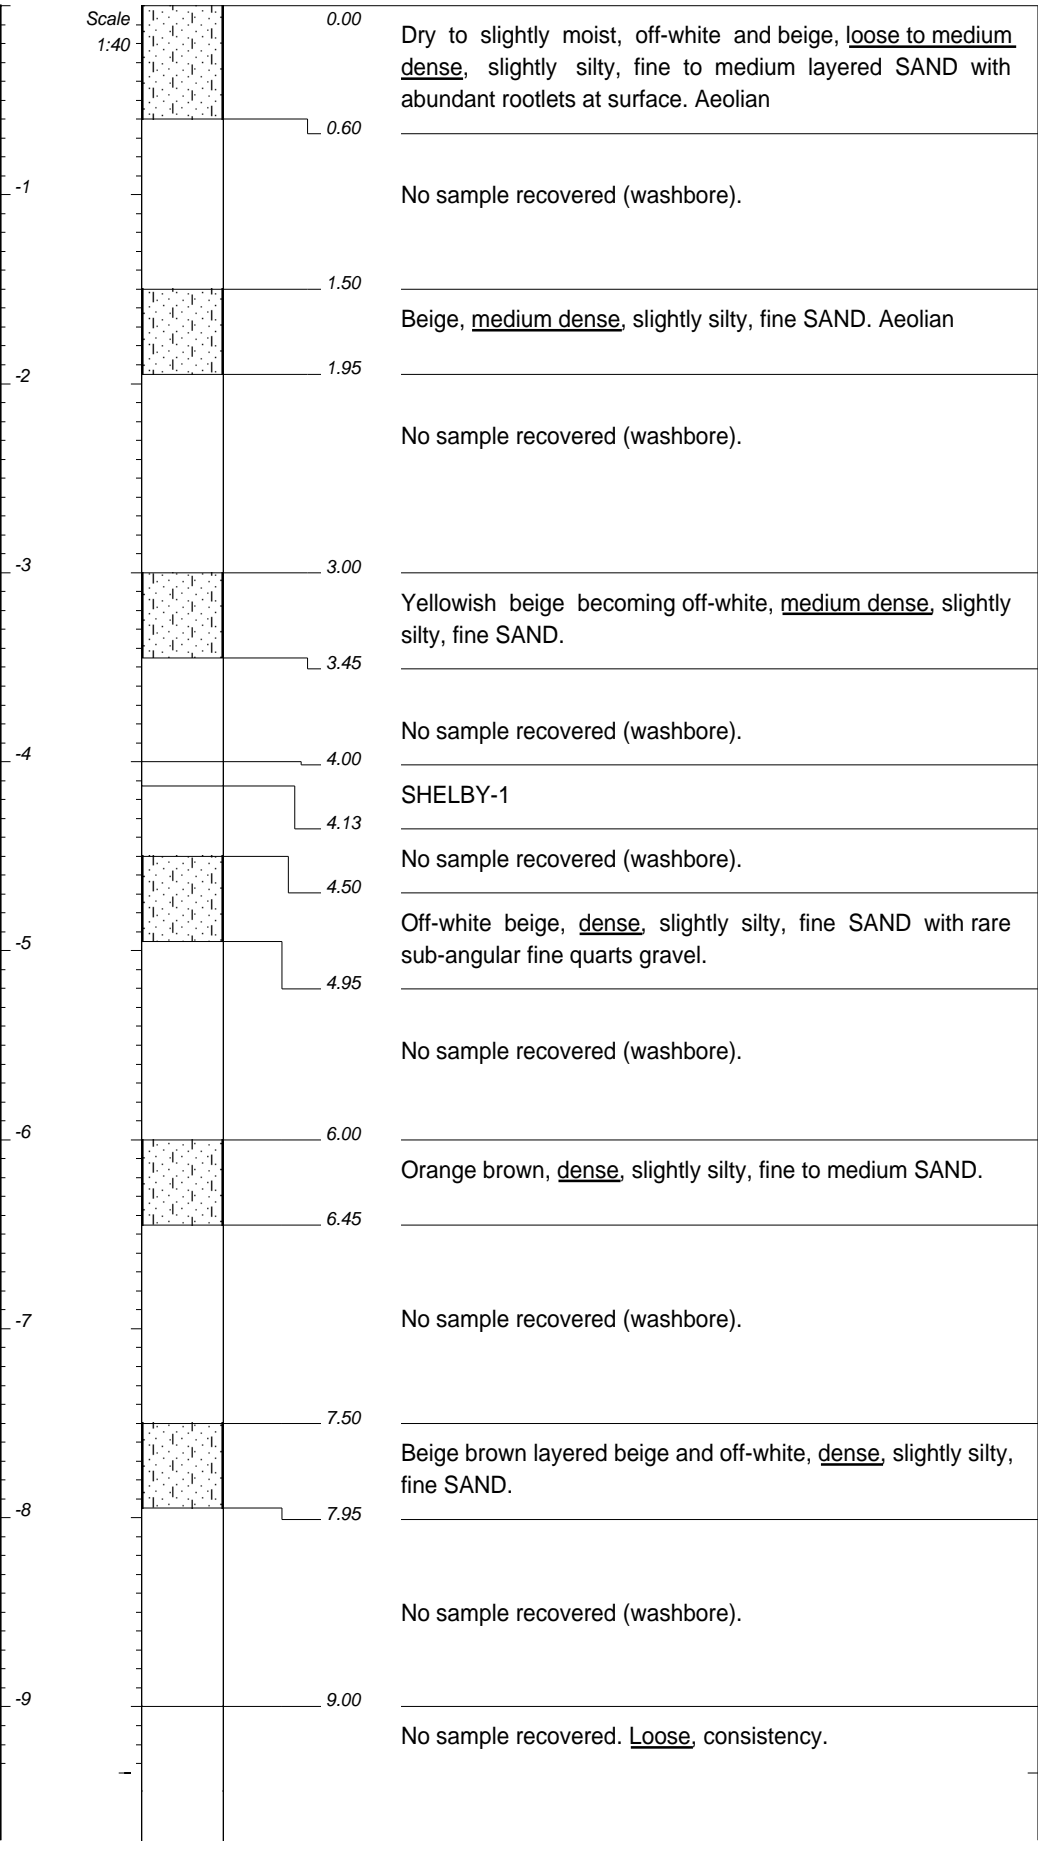 Scale
1:40
0.00
Dry to slightly moist, off-white and beige, loose to medium
dense, slightly silty, fine to medium layered SAND with
abundant rootlets at surface. Aeolian
0.60
-1
No sample recovered (washbore).
1.50
Beige, medium dense, slightly silty, fine SAND. Aeolian
1.95
-2
No sample recovered (washbore).
-3
3.00
Yellowish beige becoming off-white, medium dense, slightly
silty, fine SAND.
3.45
No sample recovered (washbore).
-4
4.00
SHELBY-1
4.13
No sample recovered (washbore).
4.50
Off-white beige, dense, slightly silty, fine SAND with rare
sub-angular fine quarts gravel.
-5
4.95
No sample recovered (washbore).
-6
6.00
Orange brown, dense, slightly silty, fine to medium SAND.
6.45
-7
No sample recovered (washbore).
7.50
Beige brown layered beige and off-white, dense, slightly silty,
fine SAND.
-8
7.95
No sample recovered (washbore).
-9
9.00
No sample recovered. Loose, consistency.